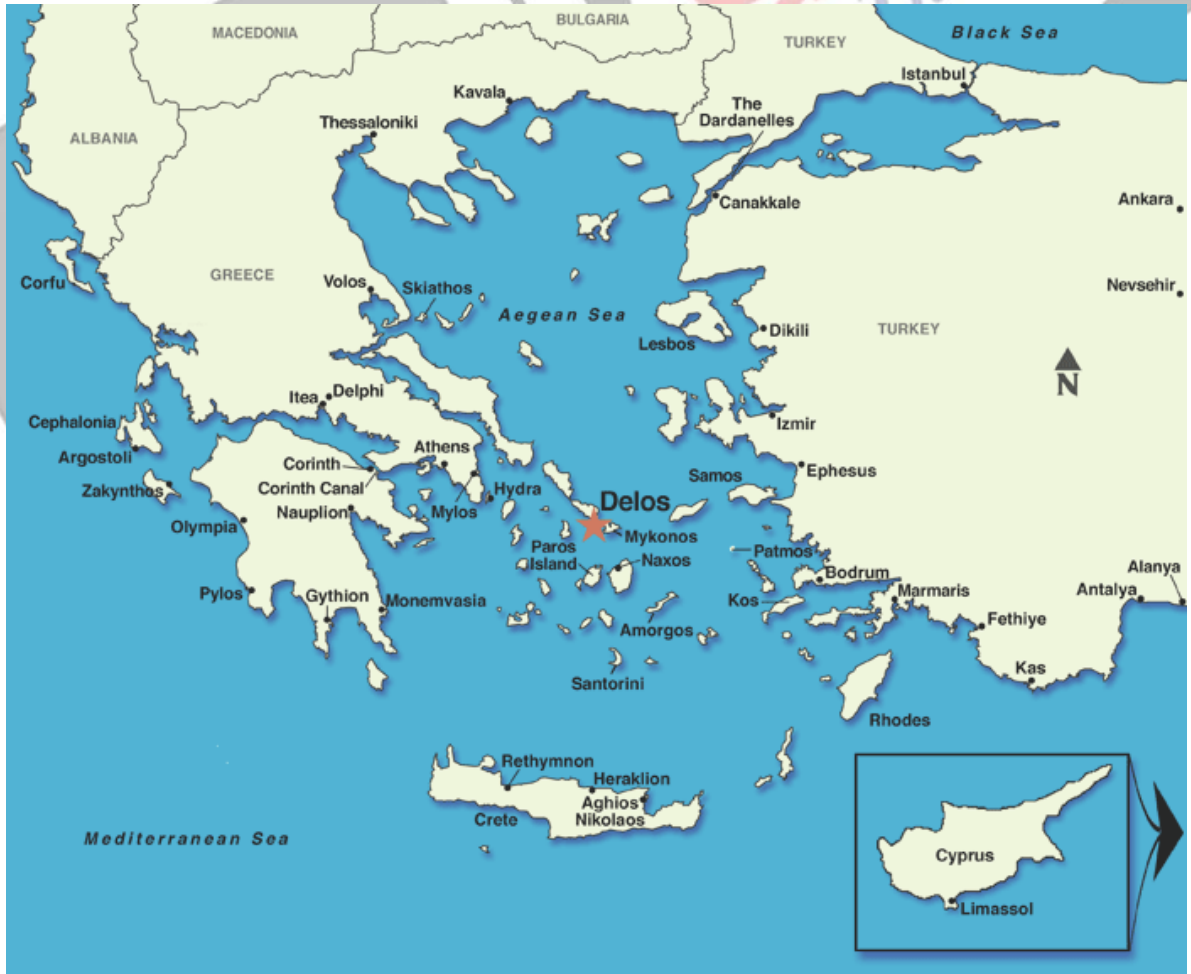 BULGARIA
MACEDONIA
Black Sea
TURKEY
Istanbul
Kavala
The
Dardanelles
Thessaloniki
ALBANIA
Canakkale
Ankara
GREECE
Corfu
Volos
Skiathos
Nevsehir
Aegean Sea
TURKEY
Dikili
Lesbos
N
Delphi
Itea
Cephalonia
Izmir
Athens
Argostoli
Corinth
Ephesus
Samos
Zakynthos
Corinth Canal
Hydra
Delos
Nauplion
Mylos
Olympia
Mykonos
Paros
Island
Patmos
Naxos
Bodrum
Alanya
Pylos
Gythion
Monemvasia
Kos
Marmaris
Antalya
Fethiye
Amorgos
Kas
Santorini
Rhodes
Rethymnon
Heraklion
Aghios
Nikolaos
Crete
Mediterranean Sea
Cyprus
Limassol